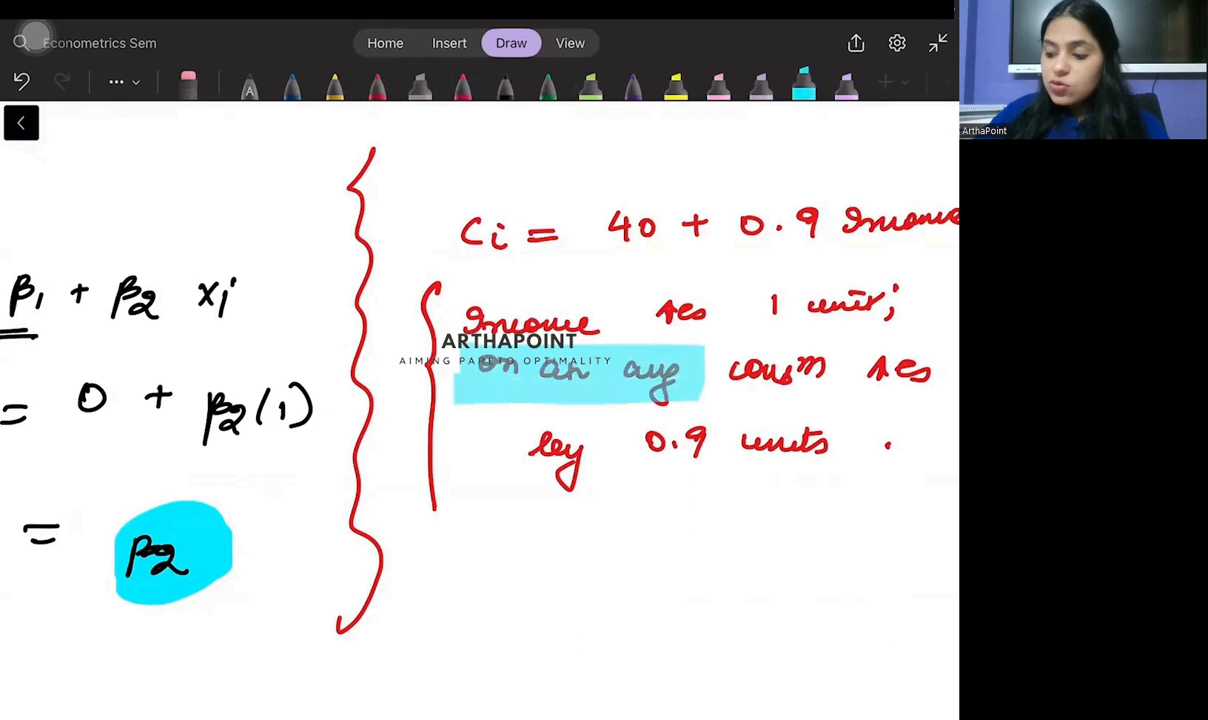 Econometrics Sem
Home Insert Draw View
A
ArthaPoint
β1 + β2 xi
= 0 + β2(1)
= β2
Ci = 40 + 0.9 Income
Income ↑es 1 unit;
ARTHAPOINT
AIMING PARETO OPTIMALITY
on an avg consm ↑es
by 0.9 units .